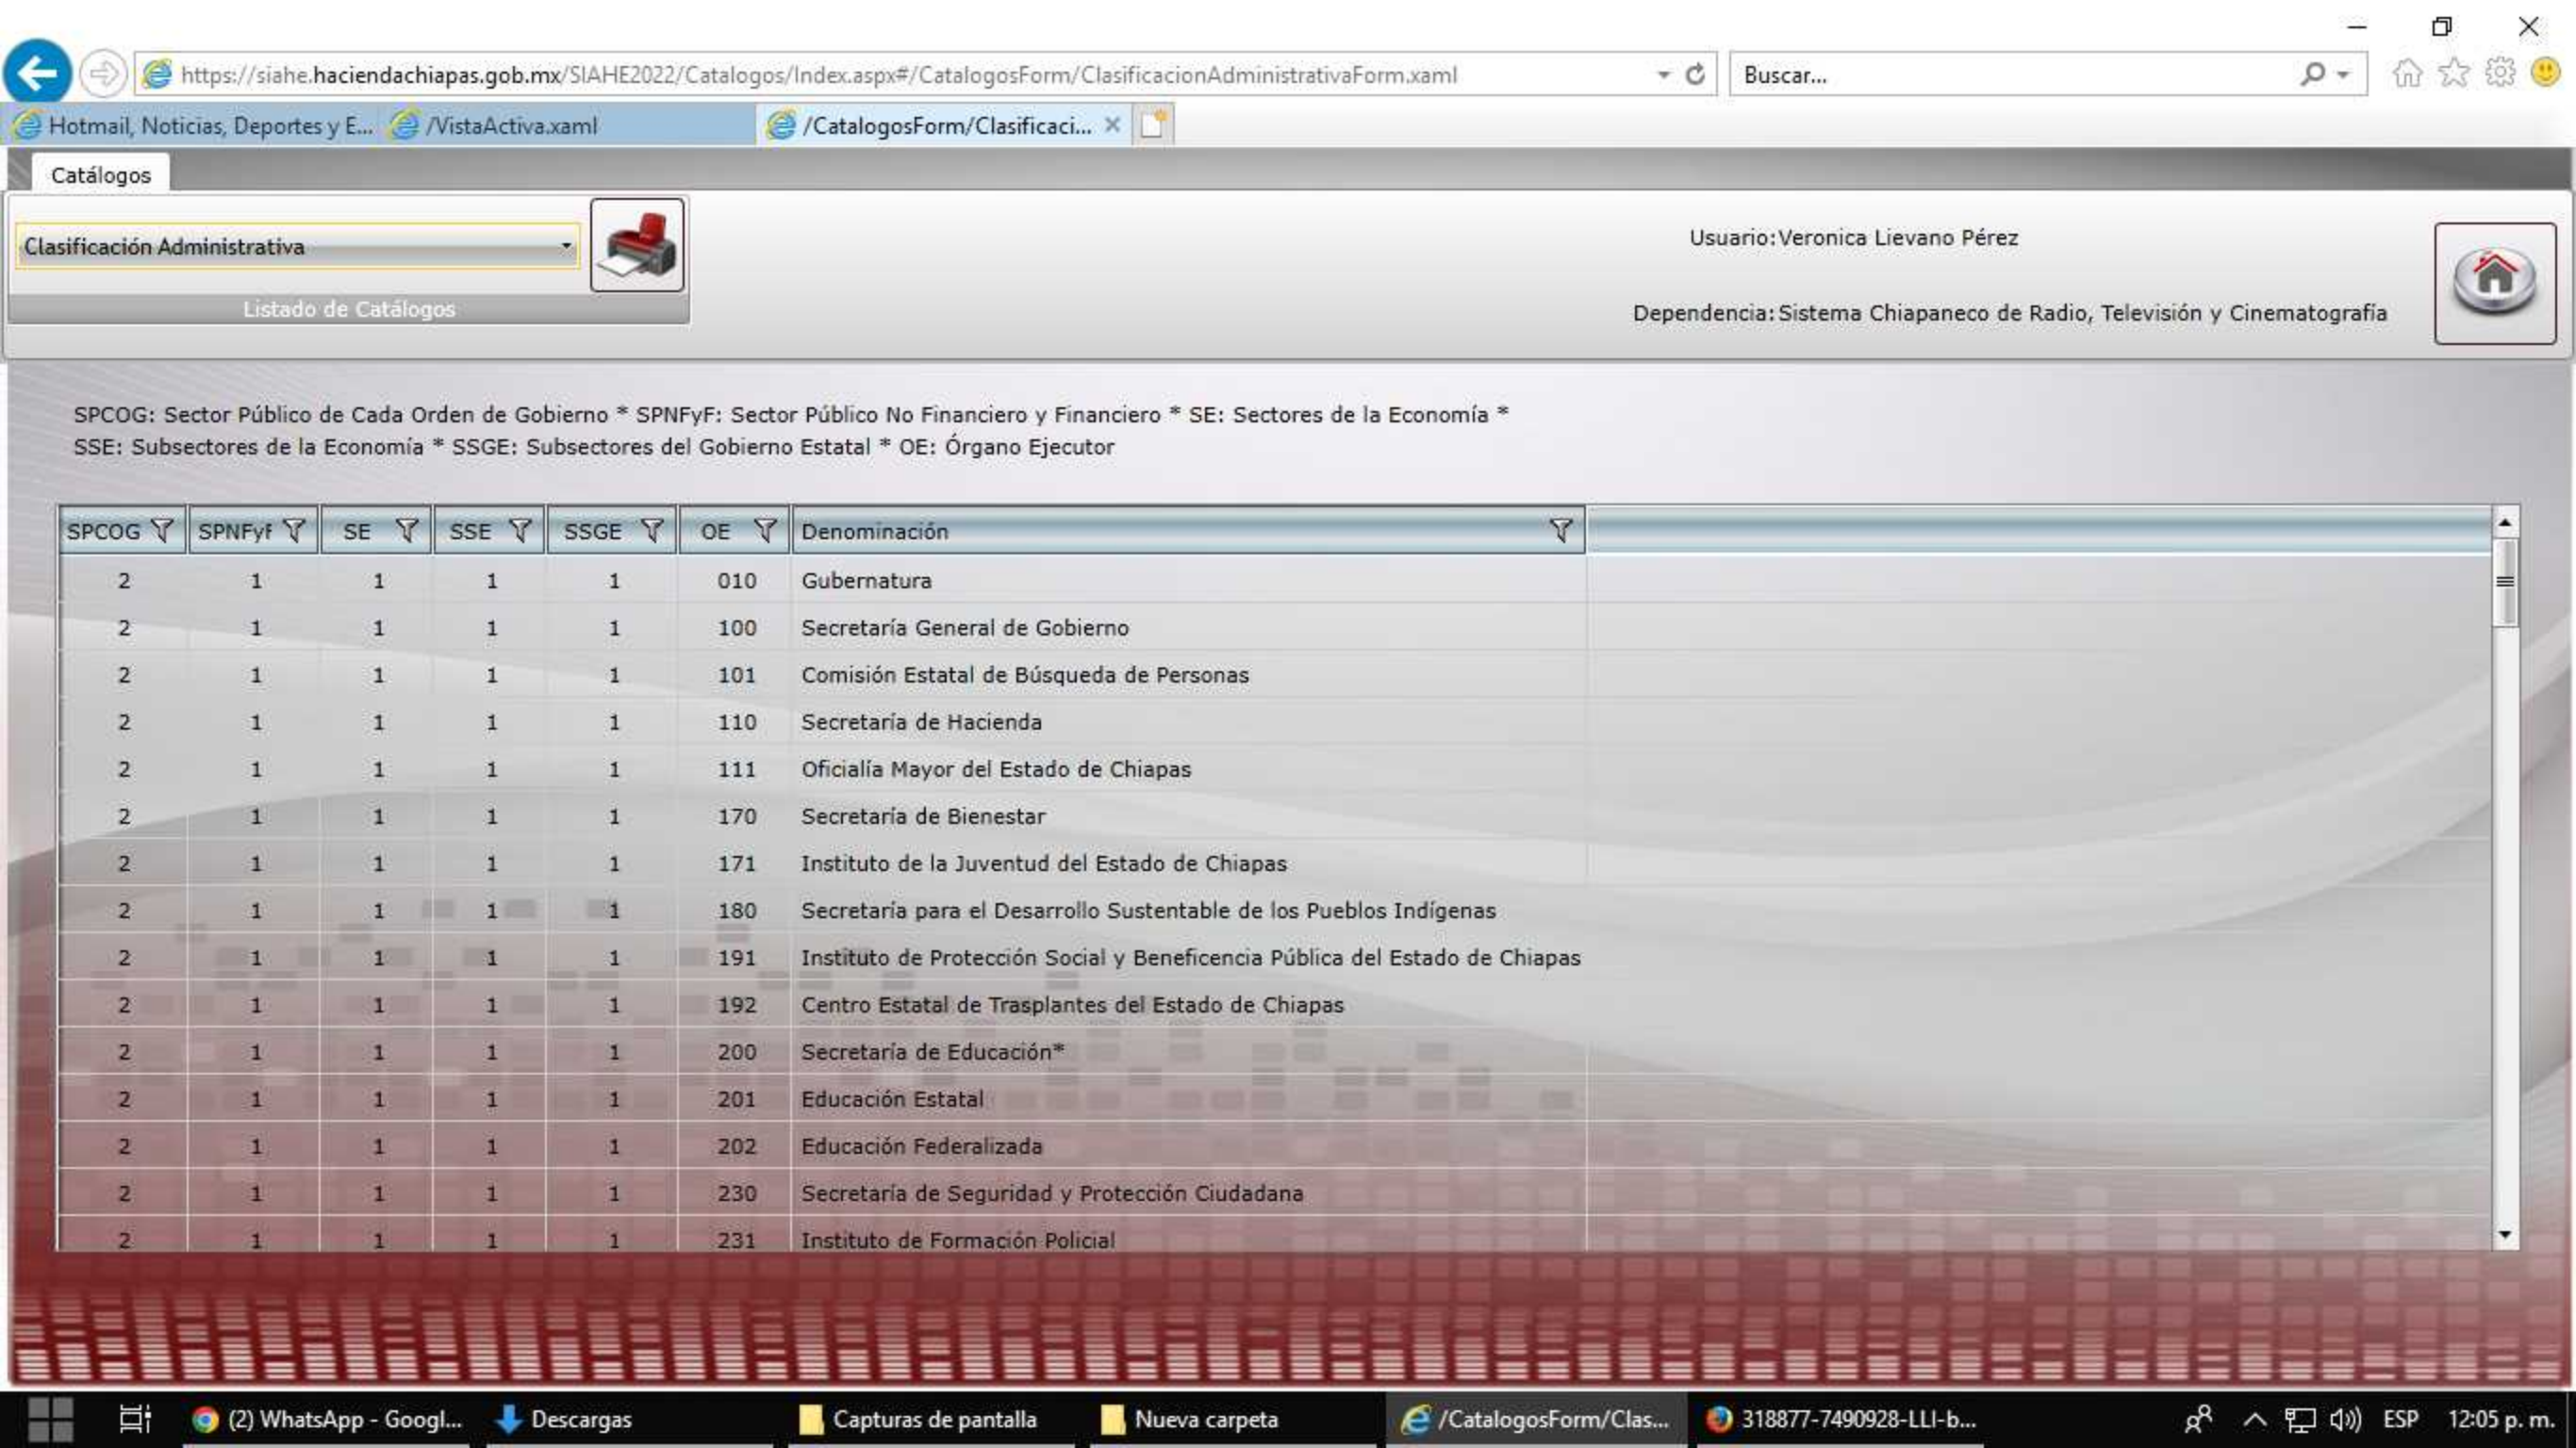 https://siahe.haciendachiapas.gob.mx/SIAHE2022/Catalogos/Index.aspx#/CatalogosForm/ClasificacionAdministrativaForm.xaml
Buscar...
Hotmail, Noticias, Deportes y E...
/VistaActiva.xaml
/CatalogosForm/Clasificaci...
Catálogos
Clasificación Administrativa
Listado de Catálogos
Usuario: Veronica Lievano Pérez
Dependencia: Sistema Chiapaneco de Radio, Televisión y Cinematografía
SPCOG: Sector Público de Cada Orden de Gobierno * SPNFyF: Sector Público No Financiero y Financiero * SE: Sectores de la Economía *
SSE: Subsectores de la Economía * SSGE: Subsectores del Gobierno Estatal * OE: Órgano Ejecutor
SPCOG SPNFyF SE SSE SSGE OE Denominación
2 1 1 1 1 010 Gubernatura
2 1 1 1 1 100 Secretaría General de Gobierno
2 1 1 1 1 101 Comisión Estatal de Búsqueda de Personas
2 1 1 1 1 110 Secretaría de Hacienda
2 1 1 1 1 111 Oficialía Mayor del Estado de Chiapas
2 1 1 1 1 170 Secretaría de Bienestar
2 1 1 1 1 171 Instituto de la Juventud del Estado de Chiapas
2 1 1 1 1 180 Secretaría para el Desarrollo Sustentable de los Pueblos Indígenas
2 1 1 1 1 191 Instituto de Protección Social y Beneficencia Pública del Estado de Chiapas
2 1 1 1 1 192 Centro Estatal de Trasplantes del Estado de Chiapas
2 1 1 1 1 200 Secretaría de Educación*
2 1 1 1 1 201 Educación Estatal
2 1 1 1 1 202 Educación Federalizada
2 1 1 1 1 230 Secretaría de Seguridad y Protección Ciudadana
2 1 1 1 1 231 Instituto de Formación Policial
(2) WhatsApp - Googl...
Descargas
Capturas de pantalla
Nueva carpeta
/CatalogosForm/Clas...
318877-7490928-LLI-b...
ESP
12:05 p. m.